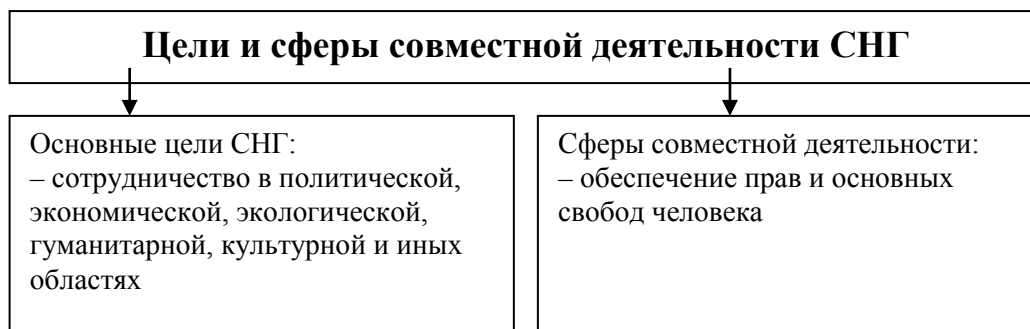 Цели и сферы совместной деятельности СНГ
Основные цели СНГ:
– сотрудничество в политической,
экономической, экологической,
гуманитарной, культурной и иных
областях
Сферы совместной деятельности:
– обеспечение прав и основных
свобод человека